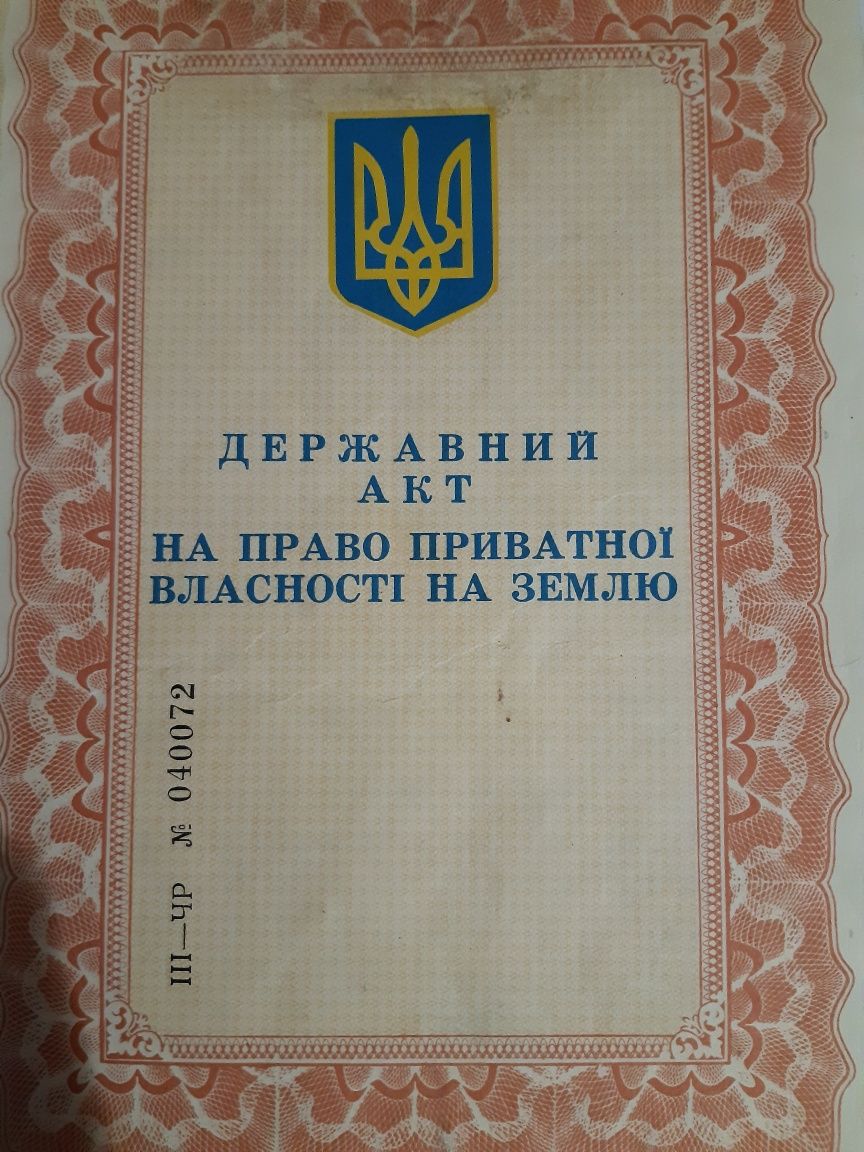 ДЕРЖАВНИЙ
АКТ
НА ПРАВО ПРИВАТНОЇ
ВЛАСНОСТІ НА ЗЕМЛЮ
III—ЧР № 040072